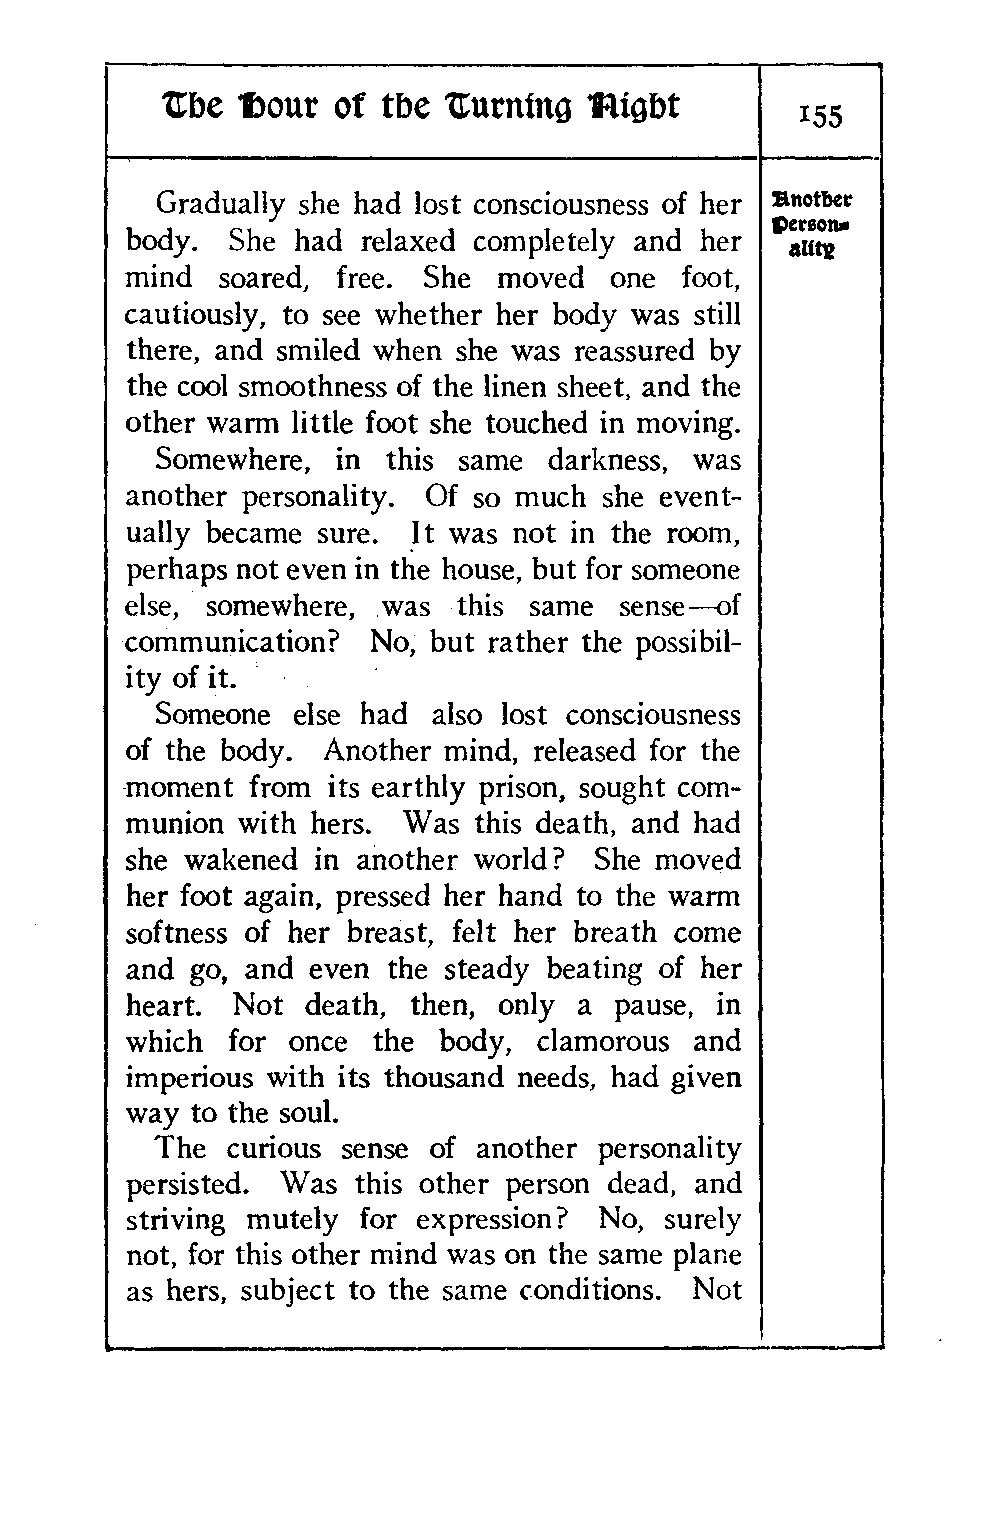 The Hour of the Turning Night
155
Another
Person-
ality
Gradually she had lost consciousness of her
body. She had relaxed completely and her
mind soared, free. She moved one foot,
cautiously, to see whether her body was still
there, and smiled when she was reassured by
the cool smoothness of the linen sheet, and the
other warm little foot she touched in moving.
Somewhere, in this same darkness, was
another personality. Of so much she event-
ually became sure. It was not in the room,
perhaps not even in the house, but for someone
else, somewhere, was this same sense—of
communication? No, but rather the possibil-
ity of it.
Someone else had also lost consciousness
of the body. Another mind, released for the
moment from its earthly prison, sought com-
munion with hers. Was this death, and had
she wakened in another world? She moved
her foot again, pressed her hand to the warm
softness of her breast, felt her breath come
and go, and even the steady beating of her
heart. Not death, then, only a pause, in
which for once the body, clamorous and
imperious with its thousand needs, had given
way to the soul.
The curious sense of another personality
persisted. Was this other person dead, and
striving mutely for expression? No, surely
not, for this other mind was on the same plane
as hers, subject to the same conditions. Not